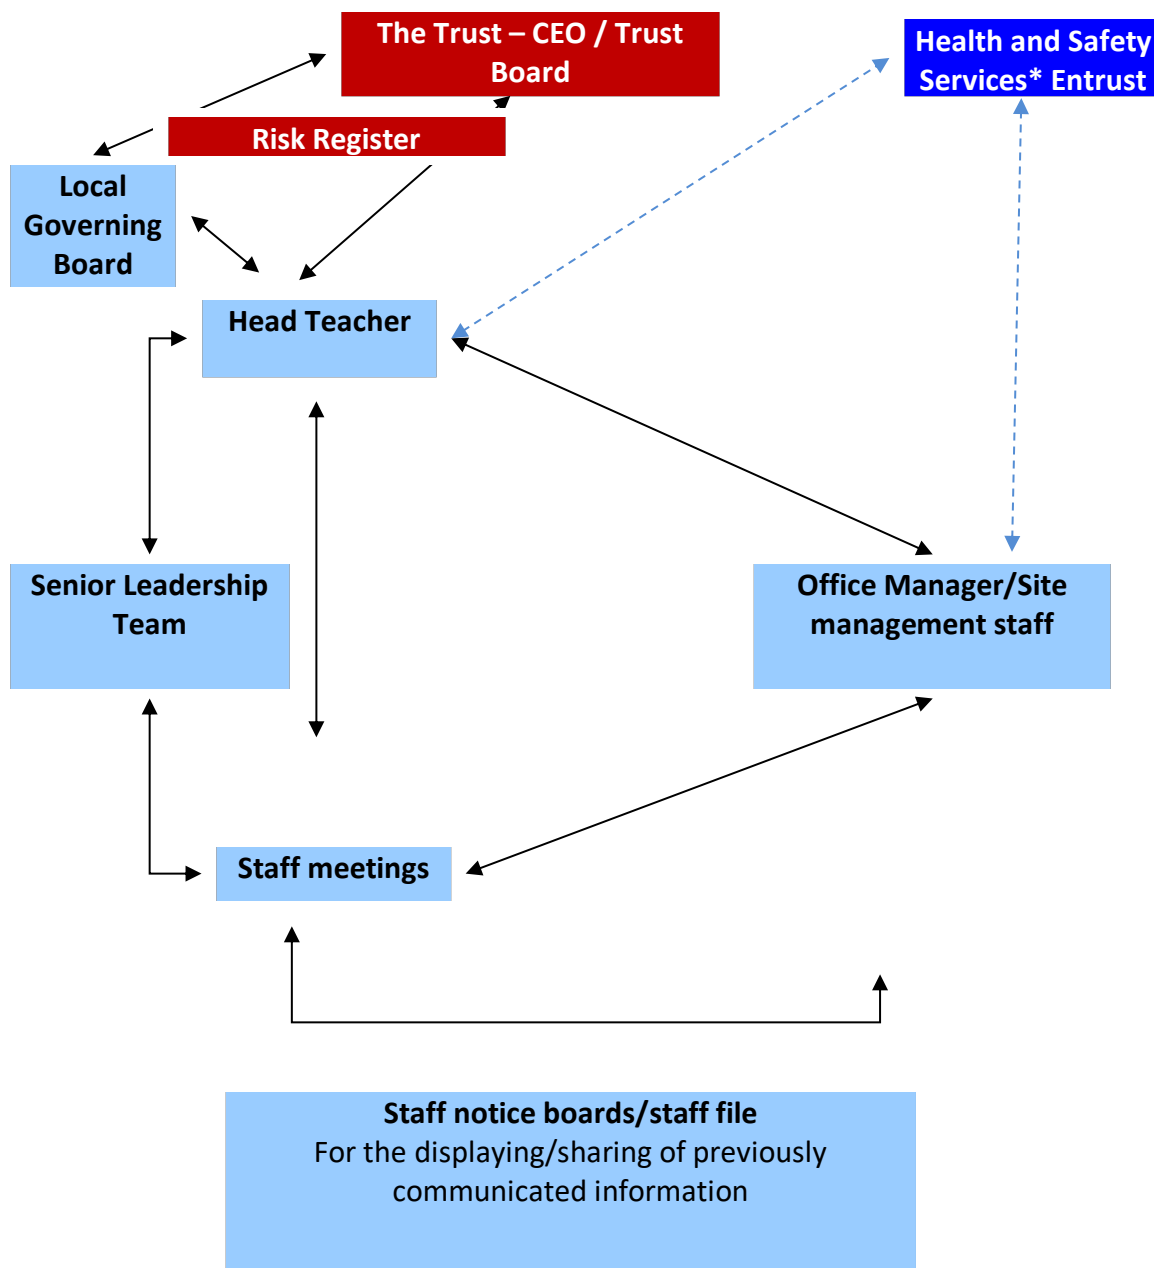 The Trust – CEO / Trust
Board
Health and Safety
Services* Entrust
Risk Register
Local
Governing
Board
Head Teacher
Senior Leadership
Team
Office Manager/Site
management staff
Staff meetings
Staff notice boards/staff file
For the displaying/sharing of previously
communicated information